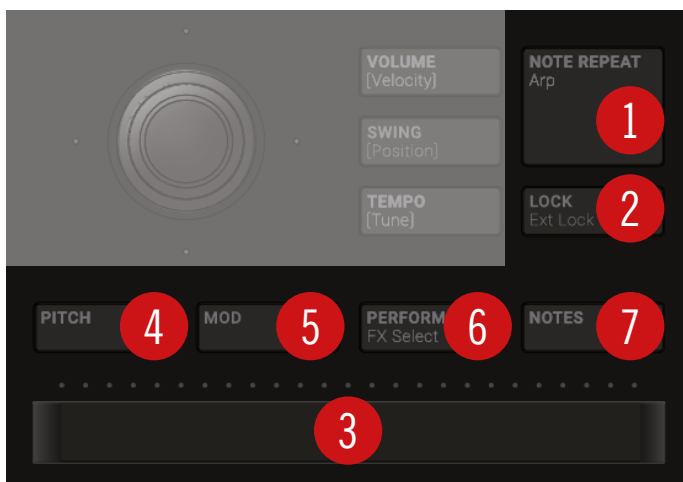 VOLUME
[Velocity]
NOTE REPEAT
Arp
1
SWING
[Position]
TEMPO
[Tune]
LOCK
Ext Lock
2
PITCH
4
MOD
5
PERFORM
FX Select
6
NOTES
7
3